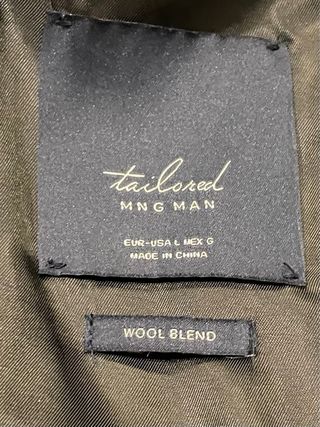 tailored
MNG MAN
EUR-USA L MEX G
MADE IN CHINA
WOOL BLEND